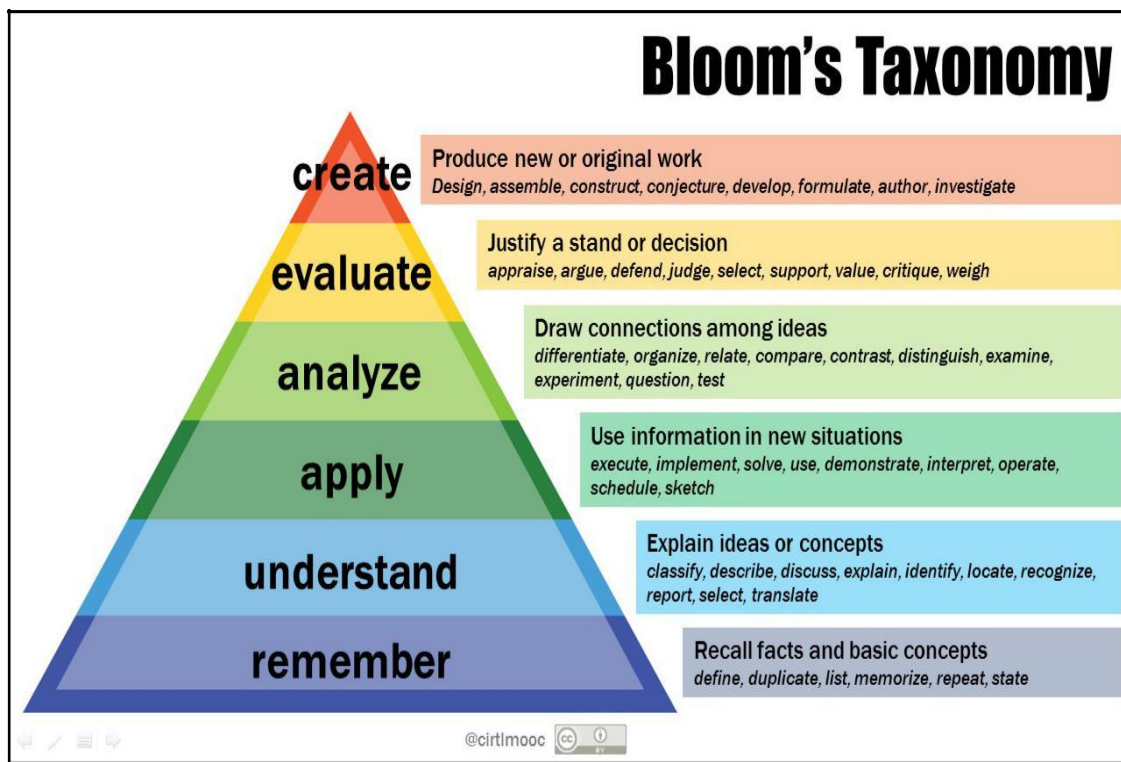 Bloom's Taxonomy
create
Produce new or original work
Design, assemble, construct, conjecture, develop, formulate, author, investigate
evaluate
Justify a stand or decision
appraise, argue, defend, judge, select, support, value, critique, weigh
analyze
Draw connections among ideas
differentiate, organize, relate, compare, contrast, distinguish, examine,
experiment, question, test
apply
Use information in new situations
execute, implement, solve, use, demonstrate, interpret, operate,
schedule, sketch
understand
Explain ideas or concepts
classify, describe, discuss, explain, identify, locate, recognize,
report, select, translate
remember
Recall facts and basic concepts
define, duplicate, list, memorize, repeat, state
@cirtlmooc
cc
BY